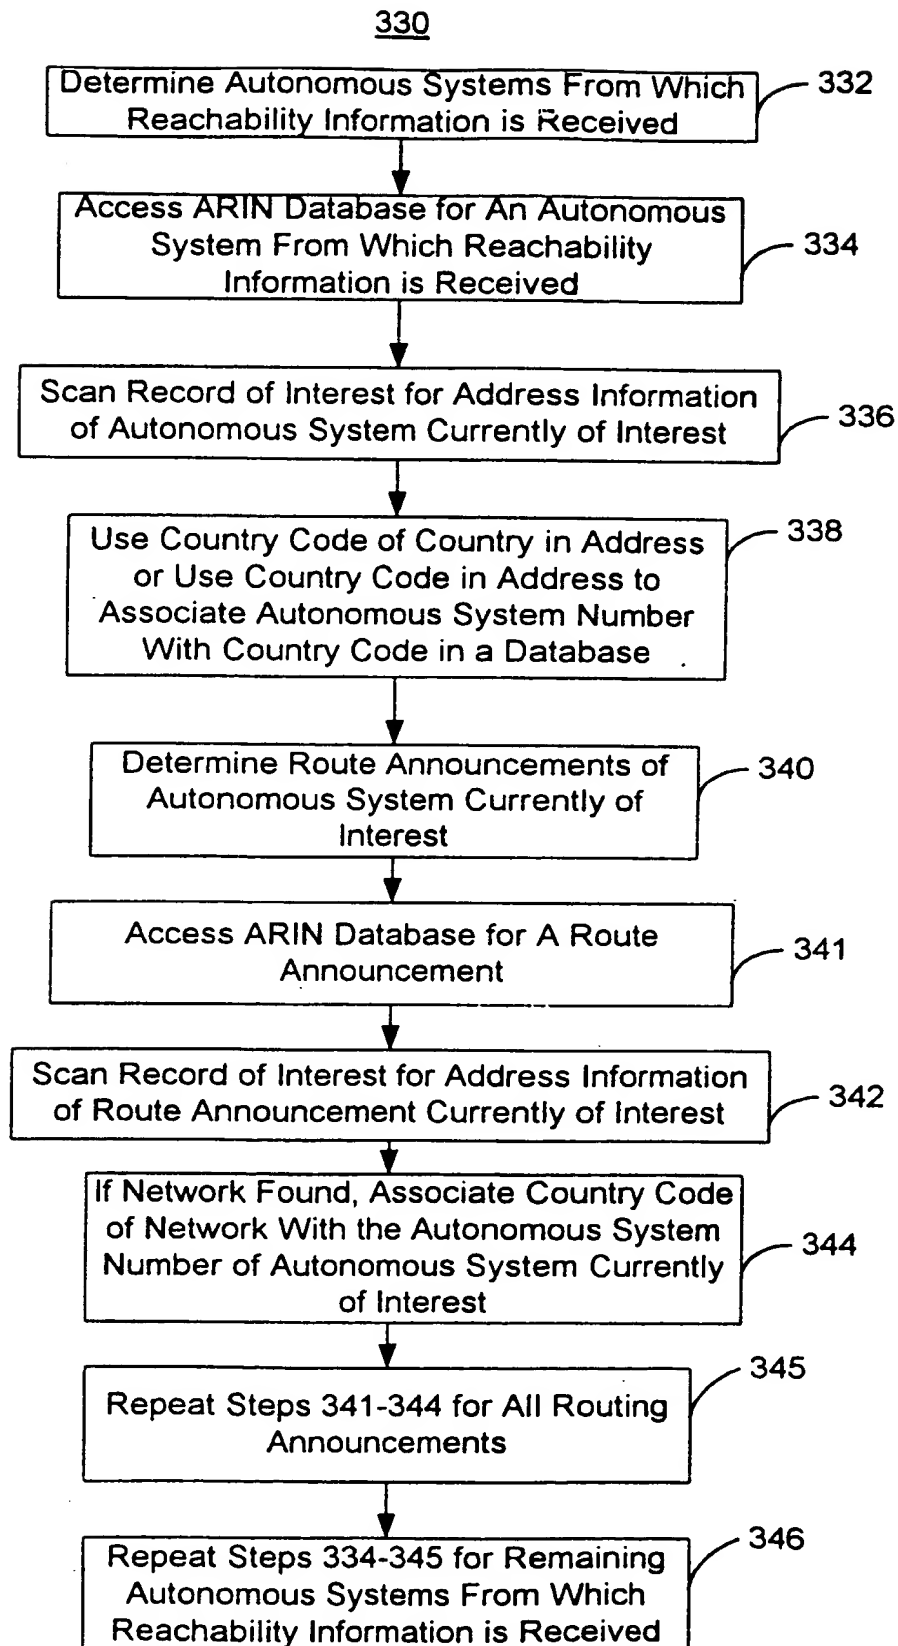 330
Determine Autonomous Systems From Which
Reachability Information is Received
332
Access ARIN Database for An Autonomous
System From Which Reachability
Information is Received
334
Scan Record of Interest for Address Information
of Autonomous System Currently of Interest
336
Use Country Code of Country in Address
or Use Country Code in Address to
Associate Autonomous System Number
With Country Code in a Database
338
Determine Route Announcements of
Autonomous System Currently of
Interest
340
Access ARIN Database for A Route
Announcement
341
Scan Record of Interest for Address Information
of Route Announcement Currently of Interest
342
If Network Found, Associate Country Code
of Network With the Autonomous System
Number of Autonomous System Currently
of Interest
344
Repeat Steps 341-344 for All Routing
Announcements
345
Repeat Steps 334-345 for Remaining
Autonomous Systems From Which
Reachability Information is Received
346